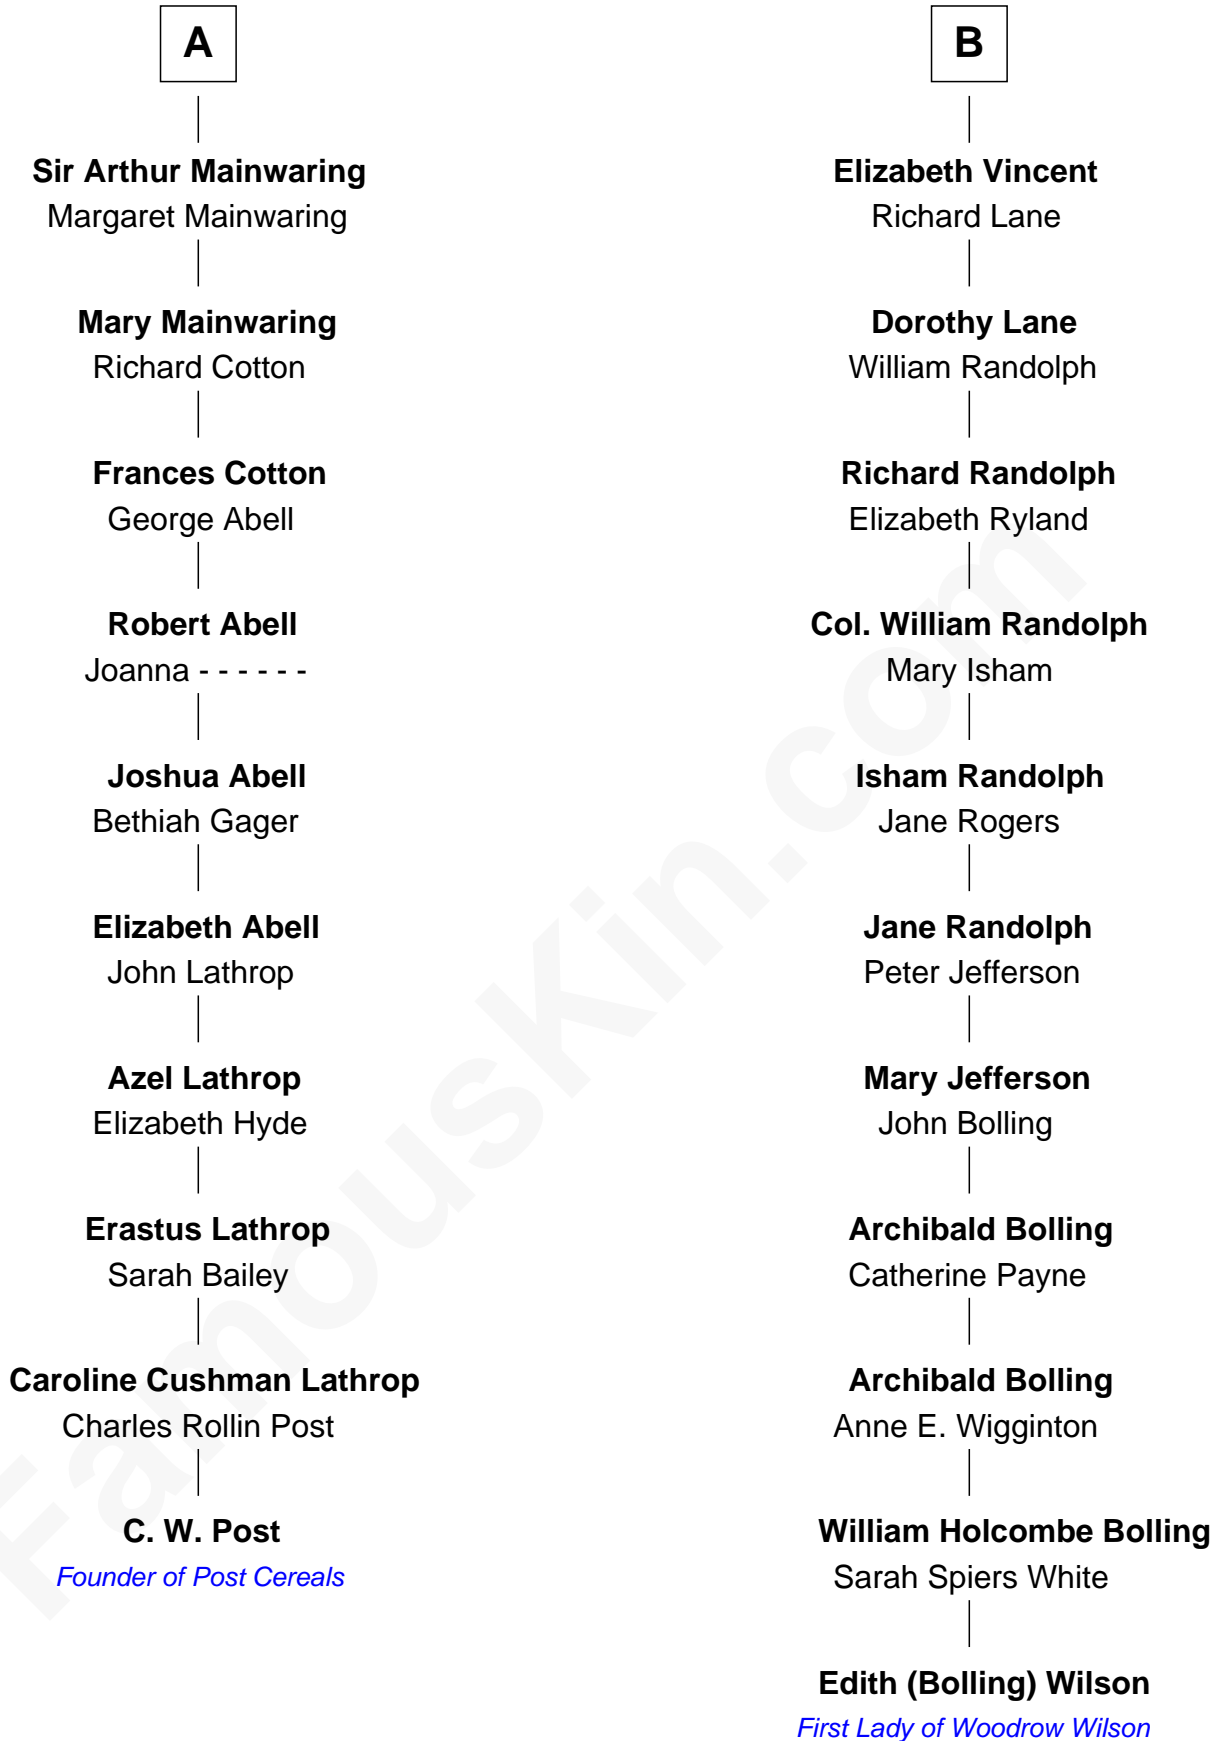 A
Sir Arthur Mainwaring
Margaret Mainwaring
Mary Mainwaring
Richard Cotton
Frances Cotton
George Abell
Robert Abell
Joanna - - - - - -
Joshua Abell
Bethiah Gager
Elizabeth Abell
John Lathrop
Azel Lathrop
Elizabeth Hyde
Erastus Lathrop
Sarah Bailey
Caroline Cushman Lathrop
Charles Rollin Post
C. W. Post
Founder of Post Cereals
B
Elizabeth Vincent
Richard Lane
Dorothy Lane
William Randolph
Richard Randolph
Elizabeth Ryland
Col. William Randolph
Mary Isham
Isham Randolph
Jane Rogers
Jane Randolph
Peter Jefferson
Mary Jefferson
John Bolling
Archibald Bolling
Catherine Payne
Archibald Bolling
Anne E. Wigginton
William Holcombe Bolling
Sarah Spiers White
Edith (Bolling) Wilson
First Lady of Woodrow Wilson
FamousKin.com